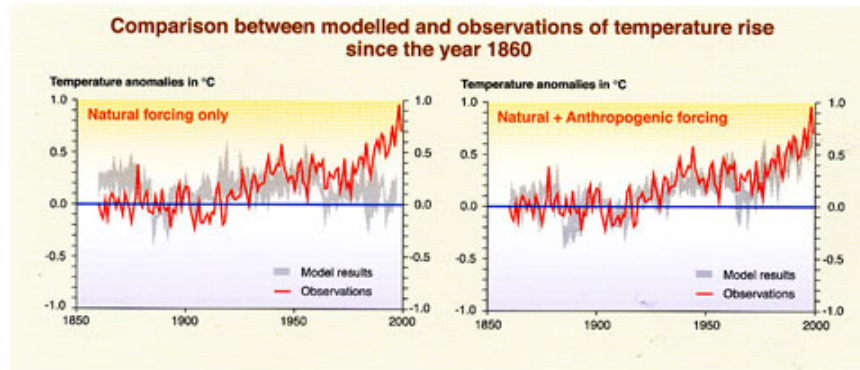 Comparison between modelled and observations of temperature rise
since the year 1860
Temperature anomalies in °C
1.0
0.5
0.0
-0.5
-1.0
1.0
0.5
0.0
-0.5
-1.0
Natural forcing only
Model results
Observations
1850
1900
1950
2000
Temperature anomalies in °C
1.0
0.5
0.0
-0.5
-1.0
1.0
0.5
0.0
-0.5
-1.0
Natural + Anthropogenic forcing
Model results
Observations
1850
1900
1950
2000